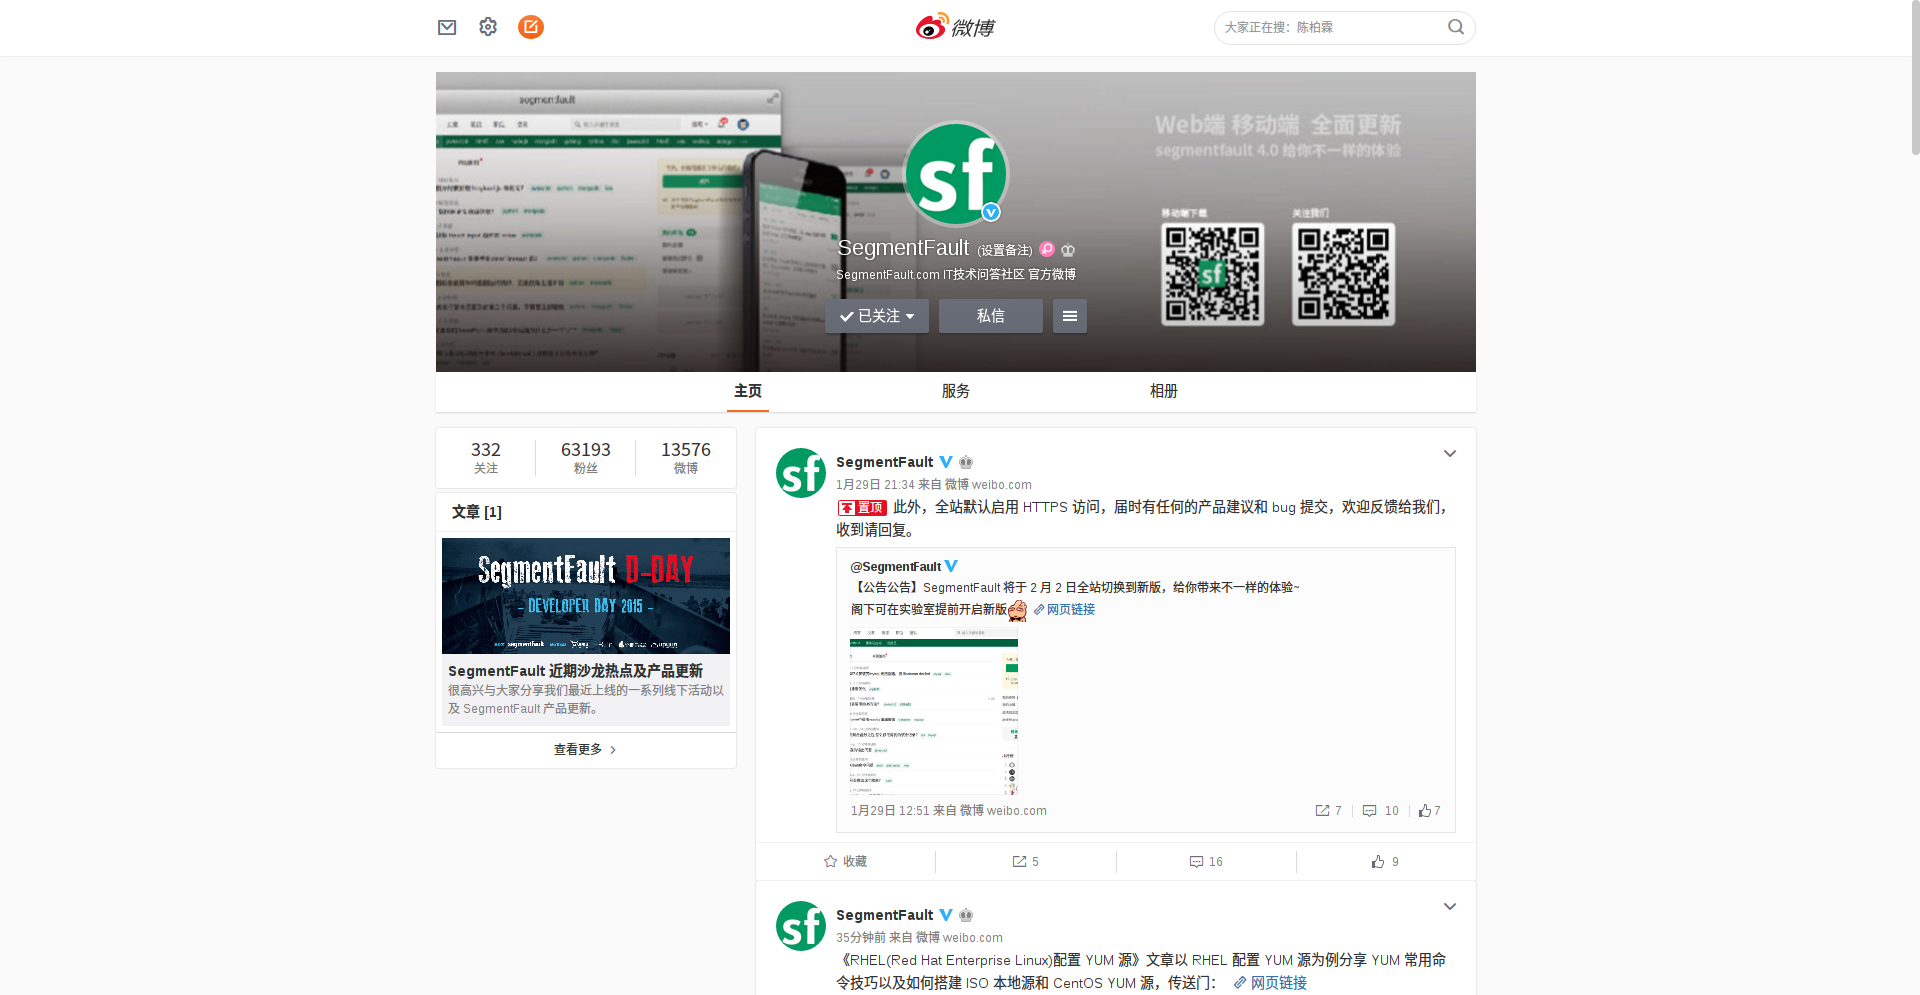 微博
大家正在搜：陈柏霖
segmentfault
Web端 移动端 全面更新
segmentfault 4.0 给你不一样的体验
sf
移动端下载
关注我们
sf
SegmentFault (设置备注)
SegmentFault.com IT技术问答社区 官方微博
已关注
私信
主页
服务
相册
332
关注
63193
粉丝
13576
微博
文章 [1]
SegmentFault D-DAY
- DEVELOPER DAY 2015 -
segmentfault
SegmentFault 近期沙龙热点及产品更新
很高兴与大家分享我们最近上线的一系列线下活动以
及 SegmentFault 产品更新。
查看更多
sf
SegmentFault
1月29日 21:34 来自 微博 weibo.com
置顶 此外，全站默认启用 HTTPS 访问，届时有任何的产品建议和 bug 提交，欢迎反馈给我们，
收到请回复。
@SegmentFault
【公告公告】SegmentFault 将于 2 月 2 日全站切换到新版，给你带来不一样的体验~
阁下可在实验室提前开启新版 网页链接
1月29日 12:51 来自 微博 weibo.com
7
10
7
收藏
5
16
9
sf
SegmentFault
35分钟前 来自 微博 weibo.com
《RHEL(Red Hat Enterprise Linux)配置 YUM 源》文章以 RHEL 配置 YUM 源为例分享 YUM 常用命
令技巧以及如何搭建 ISO 本地源和 CentOS YUM 源，传送门： 网页链接